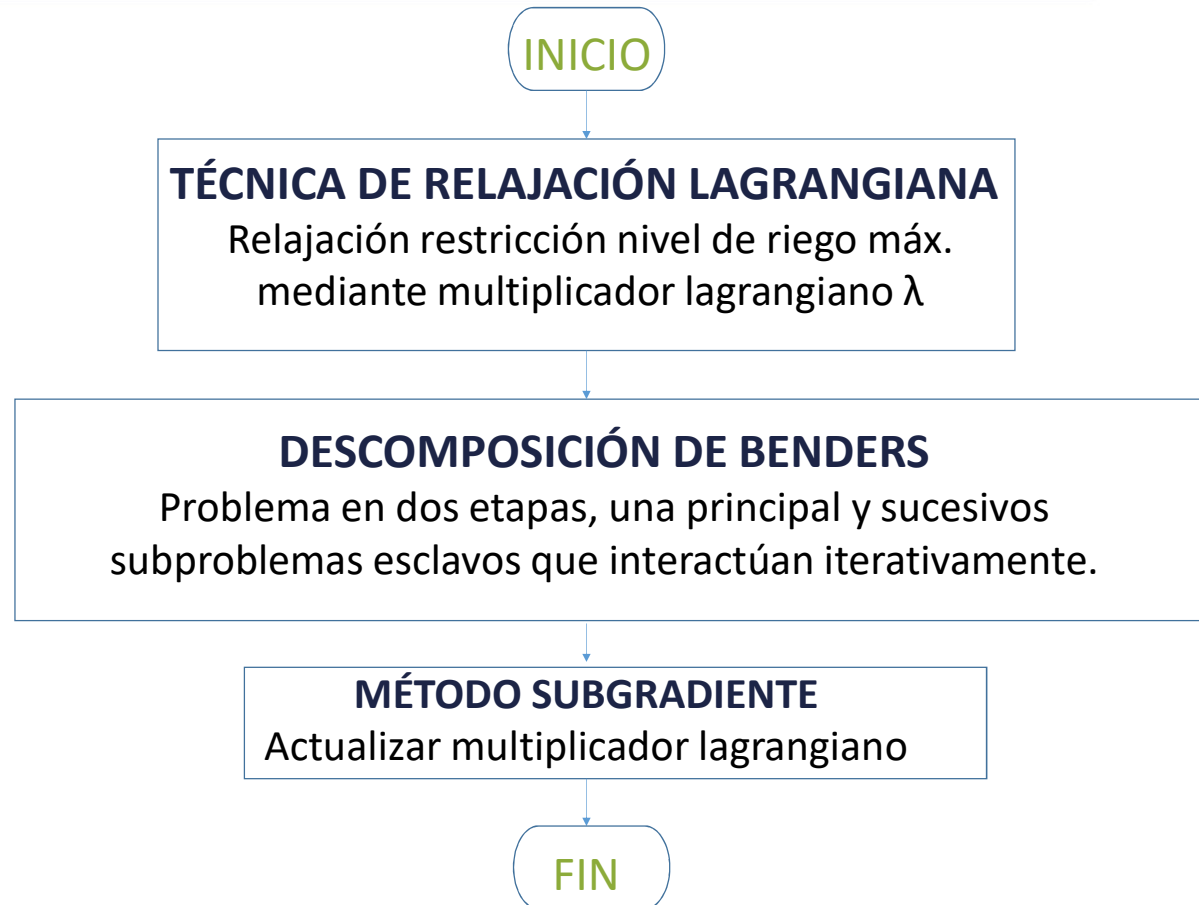 INICIO
TÉCNICA DE RELAJACIÓN LAGRANGIANA
Relajación restricción nivel de riego máx.
mediante multiplicador lagrangiano λ
DESCOMPOSICIÓN DE BENDERS
Problema en dos etapas, una principal y sucesivos
subproblemas esclavos que interactúan iterativamente.
MÉTODO SUBGRADIENTE
Actualizar multiplicador lagrangiano
FIN